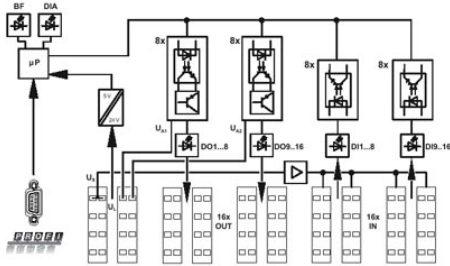 BF DIA
8x 8x 8x 8x
µP
5V
24V
UA1 UA2
DO1...8 DO9..16 DI1...8 DI9..16
US
UL
16x
OUT
16x
IN
PROFI